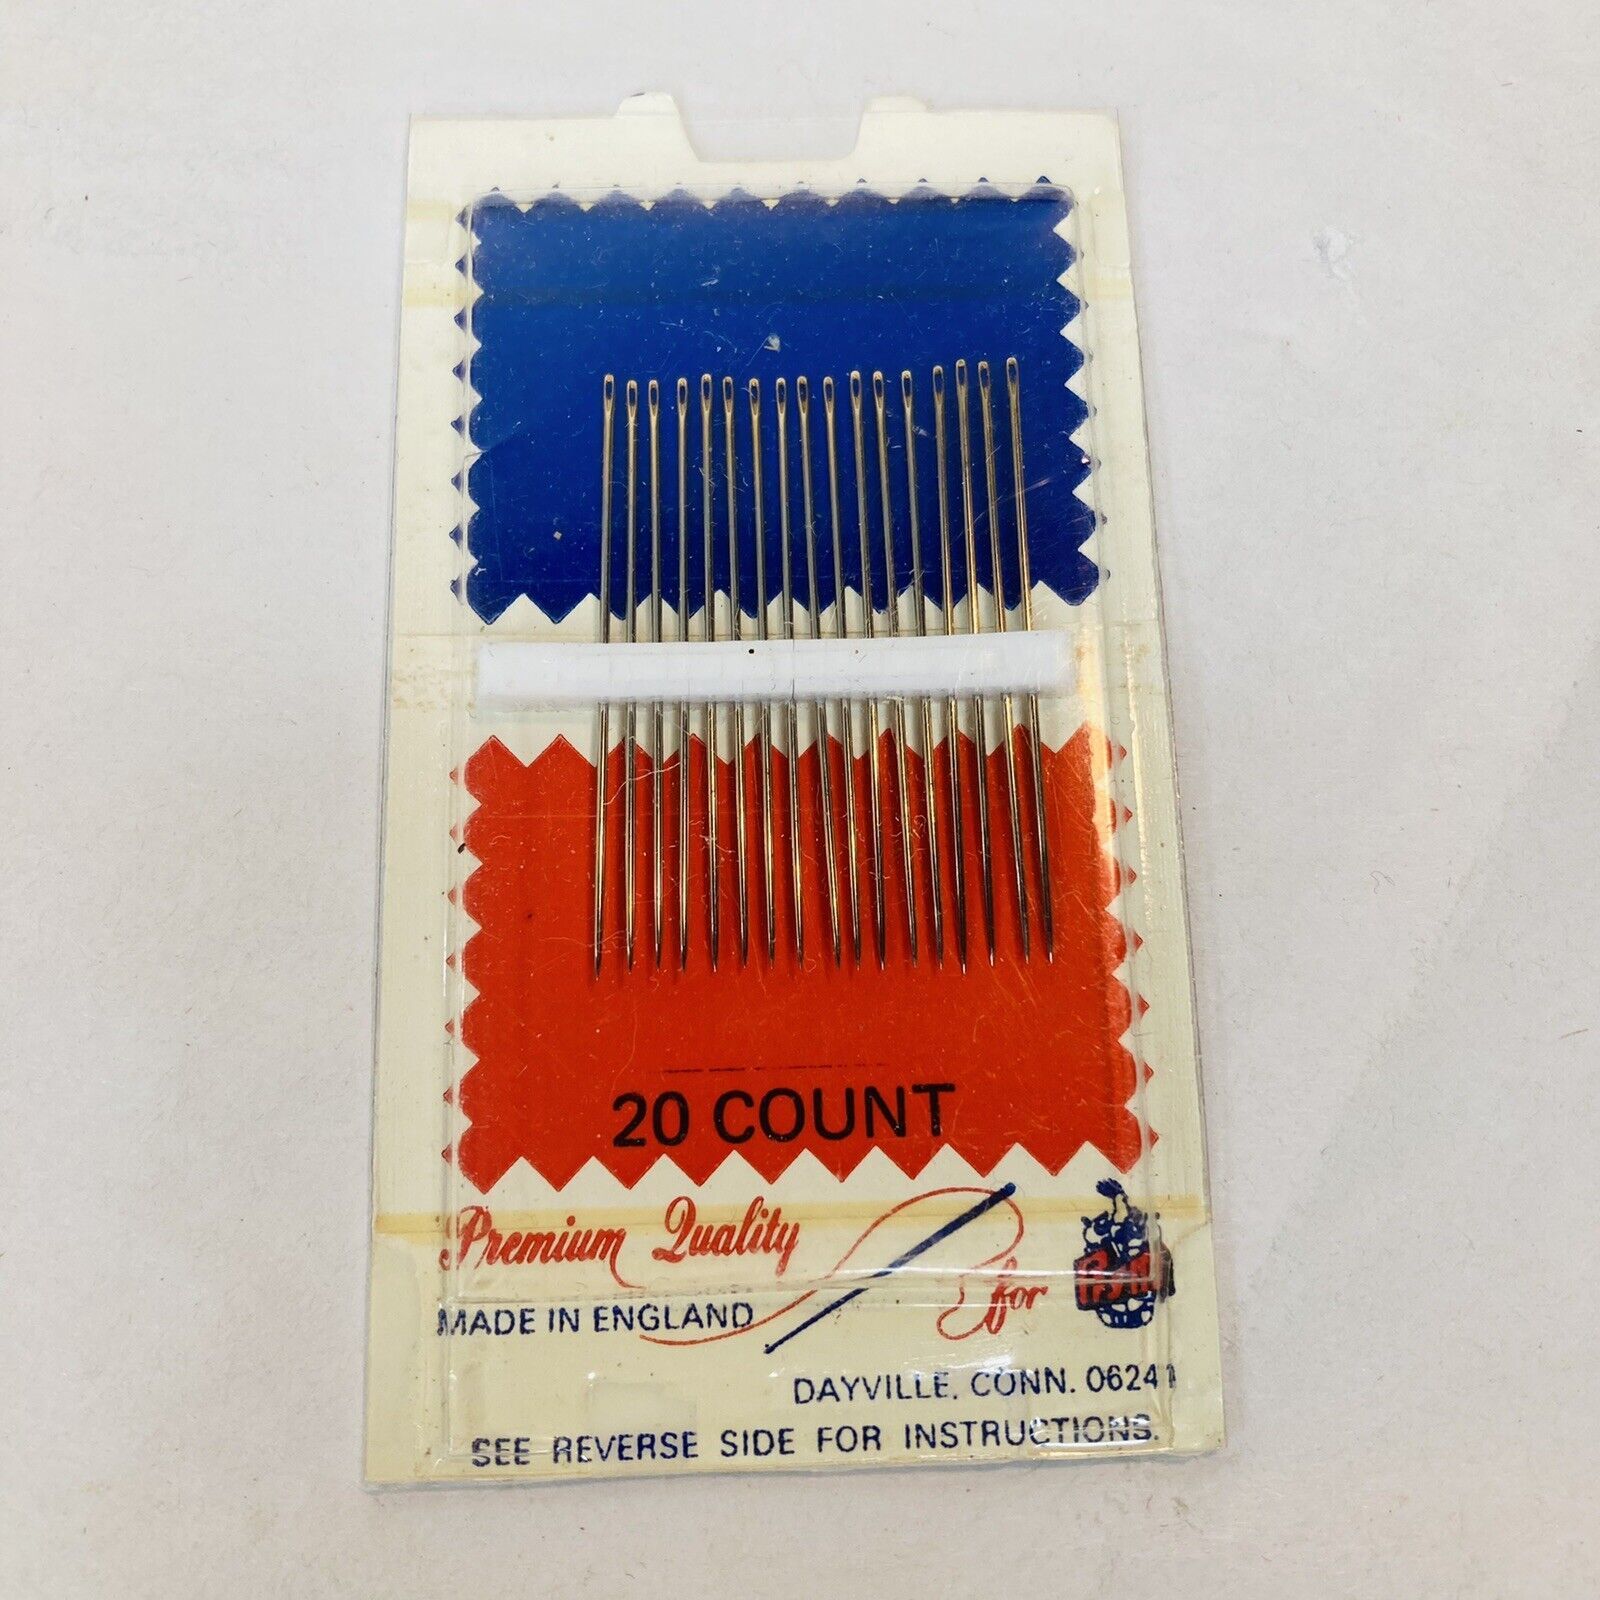 20 COUNT
Premium Quality for
MADE IN ENGLAND
DAYVILLE, CONN. 06241
SEE REVERSE SIDE FOR INSTRUCTIONS.